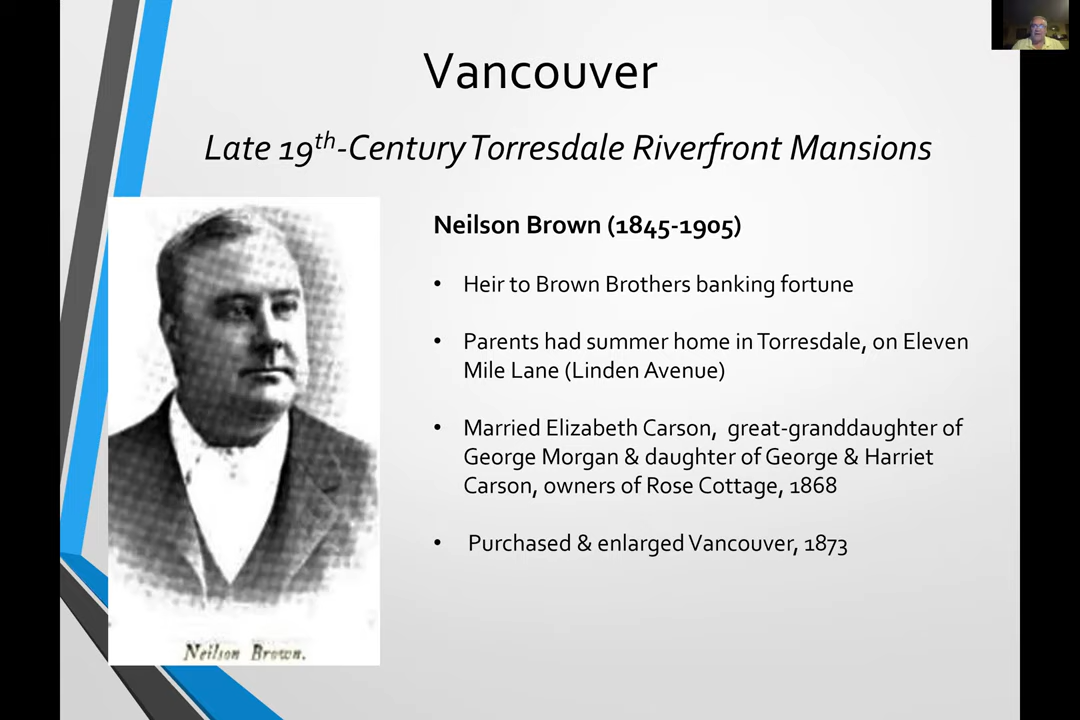 Vancouver
Late 19th-Century Torresdale Riverfront Mansions
Neilson Brown (1845-1905)
• Heir to Brown Brothers banking fortune
• Parents had summer home in Torresdale, on Eleven
Mile Lane (Linden Avenue)
• Married Elizabeth Carson, great-granddaughter of
George Morgan & daughter of George & Harriet
Carson, owners of Rose Cottage, 1868
• Purchased & enlarged Vancouver, 1873
Neilson Brown.